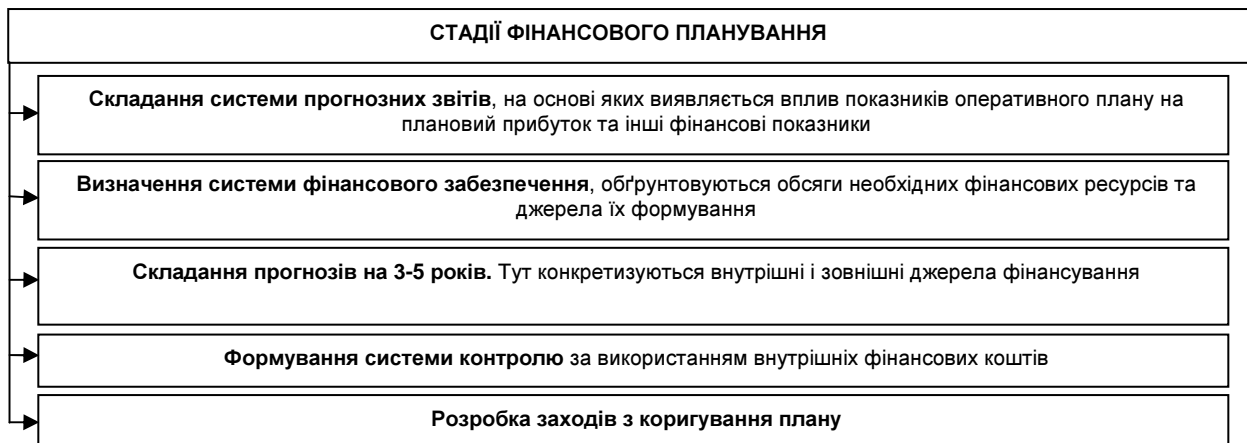 СТАДІЇ ФІНАНСОВОГО ПЛАНУВАННЯ
Складання системи прогнозних звітів, на основі яких виявляється вплив показників оперативного плану на
плановий прибуток та інші фінансові показники
Визначення системи фінансового забезпечення, обґрунтовуються обсяги необхідних фінансових ресурсів та
джерела їх формування
Складання прогнозів на 3-5 років. Тут конкретизуються внутрішні і зовнішні джерела фінансування
Формування системи контролю за використанням внутрішніх фінансових коштів
Розробка заходів з коригування плану